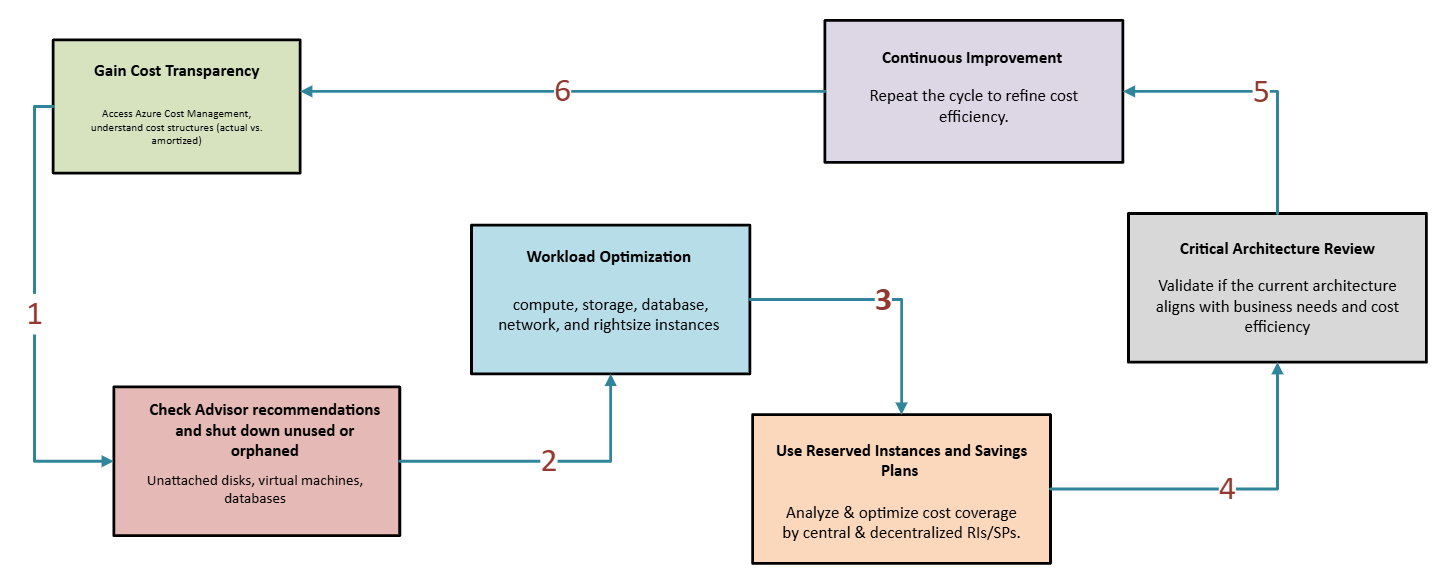 Gain Cost Transparency
Access Azure Cost Management,
understand cost structures (actual vs.
amortized)
1
Check Advisor recommendations
and shut down unused or
orphaned
Unattached disks, virtual machines,
databases
2
Workload Optimization
compute, storage, database,
network, and rightsize instances
3
Use Reserved Instances and Savings
Plans
Analyze & optimize cost coverage
by central & decentralized RIs/SPs.
4
Critical Architecture Review
Validate if the current architecture
aligns with business needs and cost
efficiency
5
Continuous Improvement
Repeat the cycle to refine cost
efficiency.
6